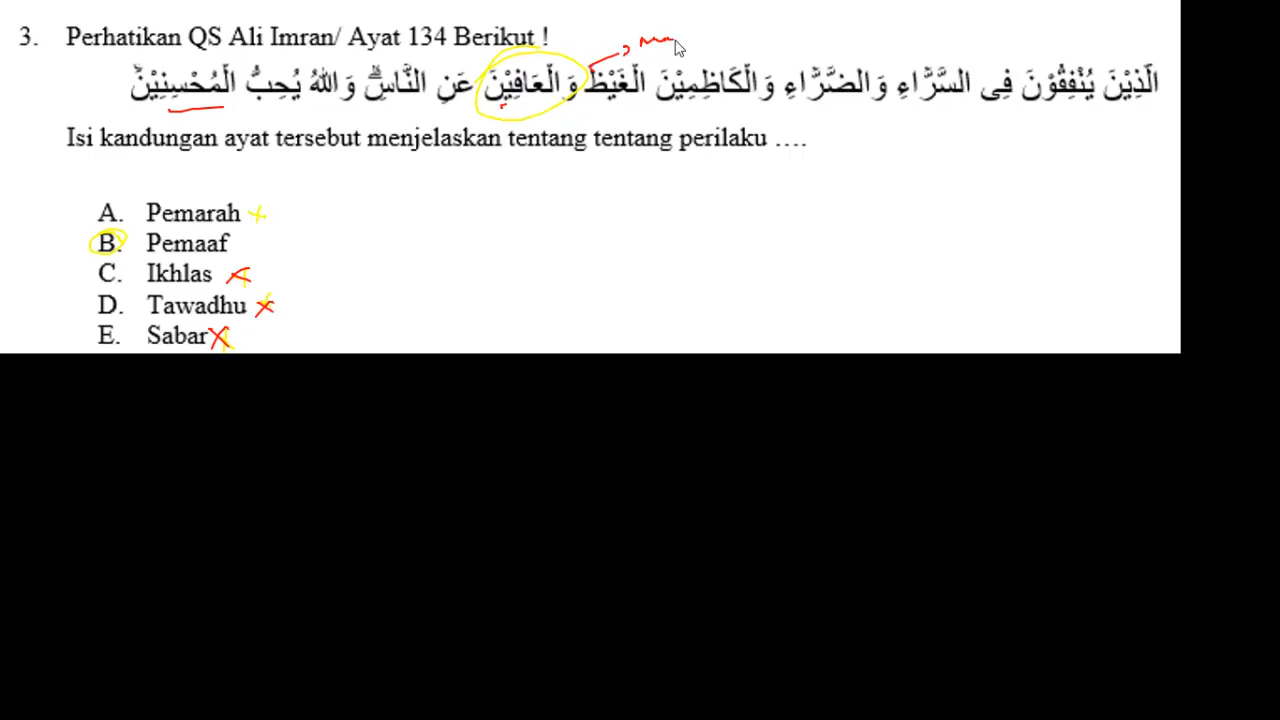 3. Perhatikan QS Ali Imran/ Ayat 134 Berikut !
الَّذِيْنَ يُنْفِقُوْنَ فِى السَّرَّاۤءِ وَالضَّرَّاۤءِ وَالْكَاظِمِيْنَ الْغَيْظَ وَالْعَافِيْنَ عَنِ النَّاسِۗ وَاللهُ يُحِبُّ الْمُحْسِنِيْنَۚ
Isi kandungan ayat tersebut menjelaskan tentang tentang perilaku ….
A. Pemarah
B. Pemaaf
C. Ikhlas
D. Tawadhu
E. Sabar